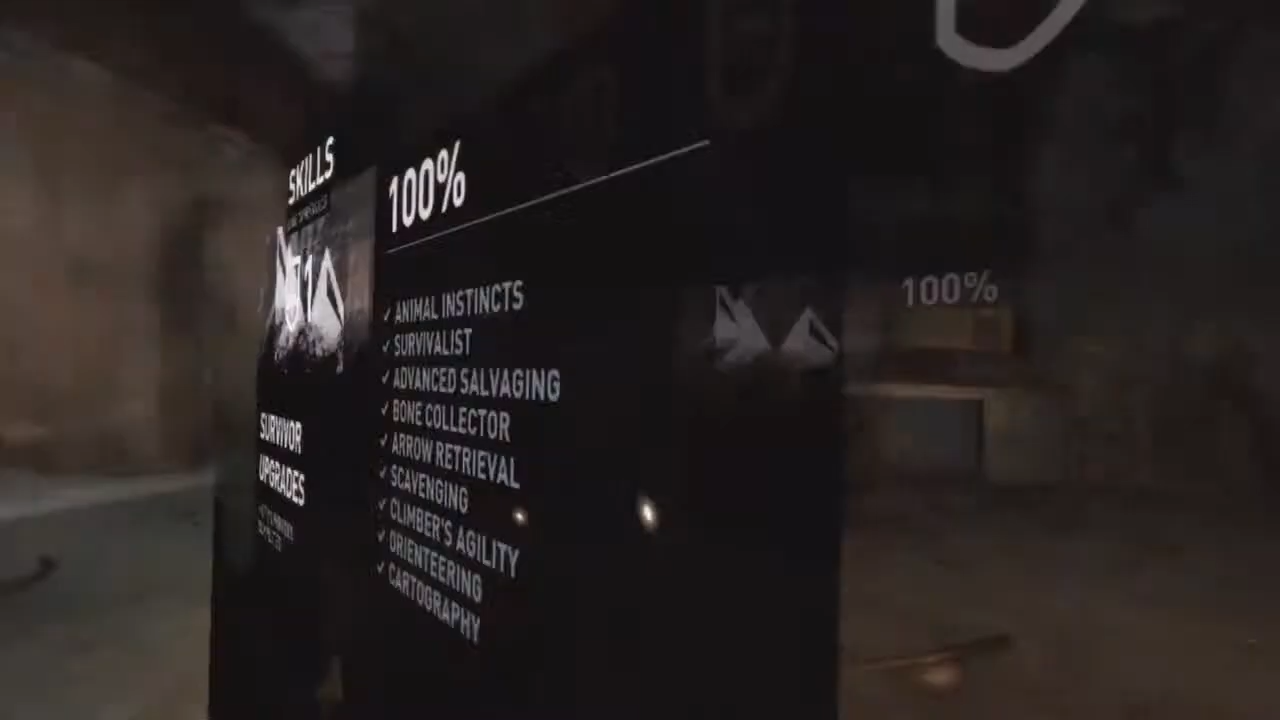 SKILLS
100%
ANIMAL INSTINCTS
SURVIVALIST
ADVANCED SALVAGING
BONE COLLECTOR
ARROW RETRIEVAL
SCAVENGING
CLIMBER'S AGILITY
ORIENTEERING
CARTOGRAPHY
SURVIVOR
UPGRADES
100%